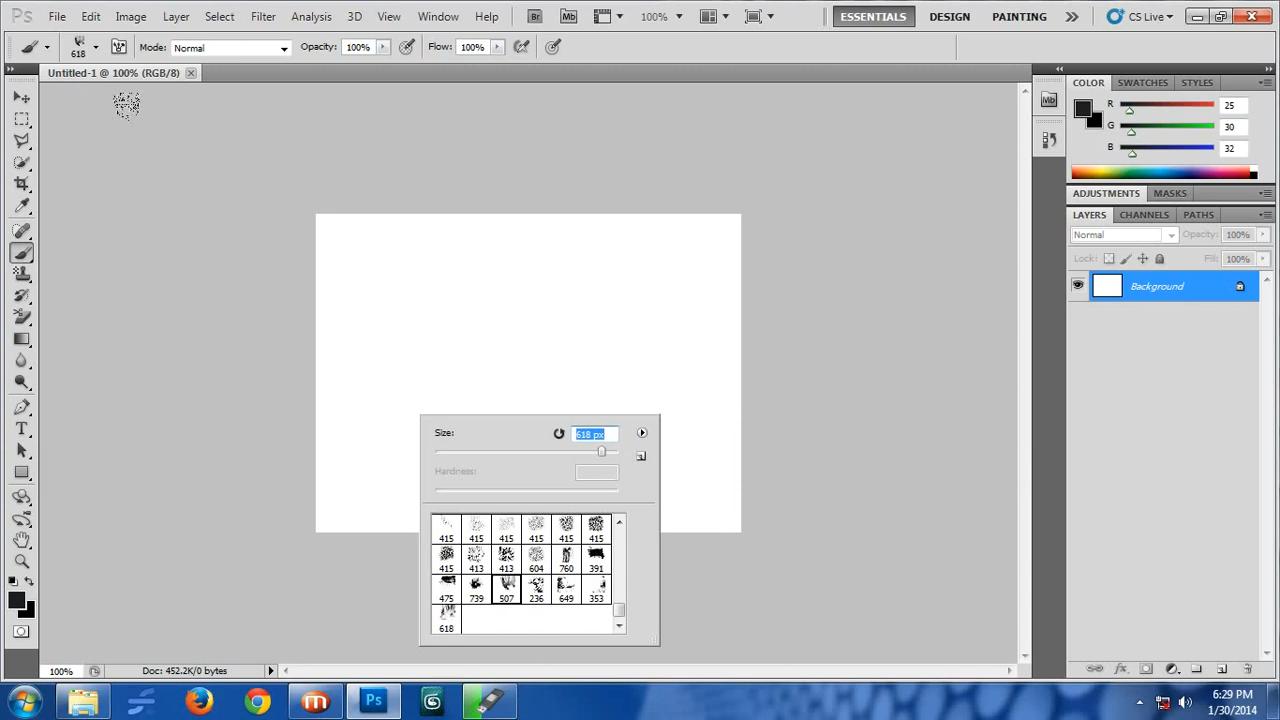 Ps File Edit Image Layer Select Filter Analysis 3D View Window Help Br Mb 100% ESSENTIALS DESIGN PAINTING CS Live
618 Mode: Normal Opacity: 100% Flow: 100%
Untitled-1 @ 100% (RGB/8)
COLOR SWATCHES STYLES
Mb
R 25
G 30
B 32
ADJUSTMENTS MASKS
LAYERS CHANNELS PATHS
Normal Opacity: 100%
Lock: Fill: 100%
Background
Size: 618 px
Hardness:
415 415 415 415 415 415
415 413 413 604 760 391
475 739 507 236 649 353
618
100% Doc: 452.2K/0 bytes
Ps
6:29 PM
1/30/2014